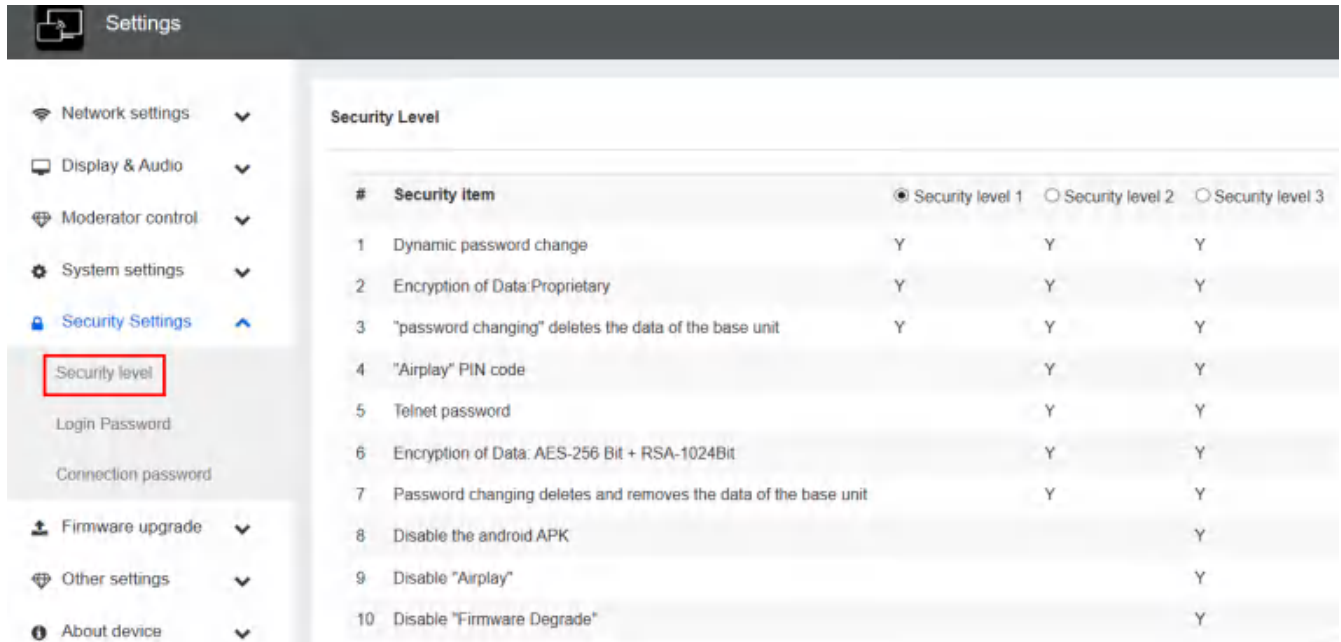 Settings
Network settings
Display & Audio
Moderator control
System settings
Security Settings
Security level
Login Password
Connection password
Firmware upgrade
Other settings
About device
Security Level
# Security item Security level 1 Security level 2 Security level 3
1 Dynamic password change Y Y Y
2 Encryption of Data:Proprietary Y Y Y
3 "password changing" deletes the data of the base unit Y Y Y
4 "Airplay" PIN code Y Y
5 Telnet password Y Y
6 Encryption of Data: AES-256 Bit + RSA-1024Bit Y Y
7 Password changing deletes and removes the data of the base unit Y Y
8 Disable the android APK Y
9 Disable "Airplay" Y
10 Disable "Firmware Degrade" Y